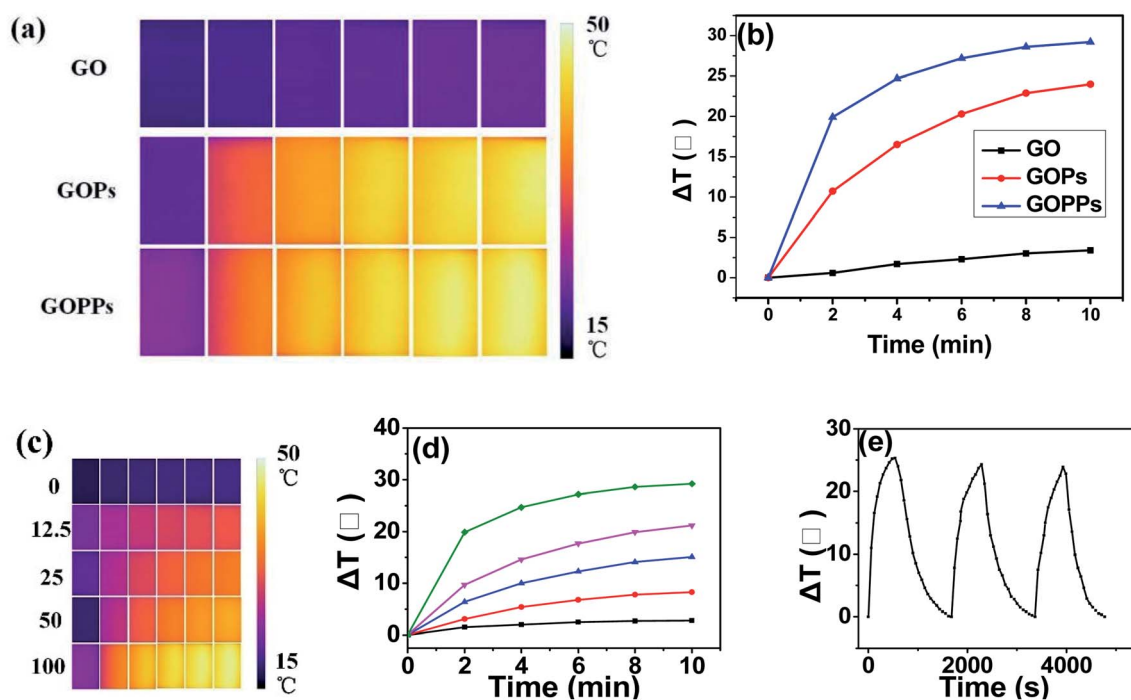 (a)
GO
GOPs
GOPPs
50
℃
15
℃
(b)
30
25
20
15
10
5
0
ΔT (□)
0 2 4 6 8 10
Time (min)
GO
GOPs
GOPPs
(c)
0
12.5
25
50
100
50
℃
15
℃
(d)
40
30
20
10
0
ΔT (□)
0 2 4 6 8 10
Time (min)
(e)
30
20
10
0
ΔT (□)
0 2000 4000
Time (s)